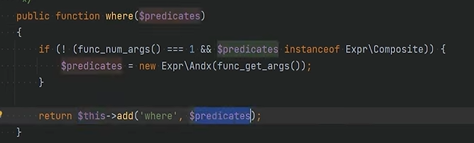 public function where($predicates)
{
if (! (func_num_args() === 1 && $predicates instanceof Expr\Composite)) {
$predicates = new Expr\Andx(func_get_args());
}
return $this->add('where', $predicates);
}